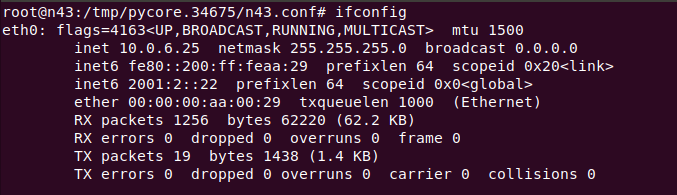 root@n43:/tmp/pycore.34675/n43.conf# ifconfig
eth0: flags=4163<UP,BROADCAST,RUNNING,MULTICAST>  mtu 1500
        inet 10.0.6.25  netmask 255.255.255.0  broadcast 0.0.0.0
        inet6 fe80::200:ff:feaa:29  prefixlen 64  scopeid 0x20<link>
        inet6 2001:2::22  prefixlen 64  scopeid 0x0<global>
        ether 00:00:00:aa:00:29  txqueuelen 1000  (Ethernet)
        RX packets 1256  bytes 62220 (62.2 KB)
        RX errors 0  dropped 0  overruns 0  frame 0
        TX packets 19  bytes 1438 (1.4 KB)
        TX errors 0  dropped 0 overruns 0  carrier 0  collisions 0